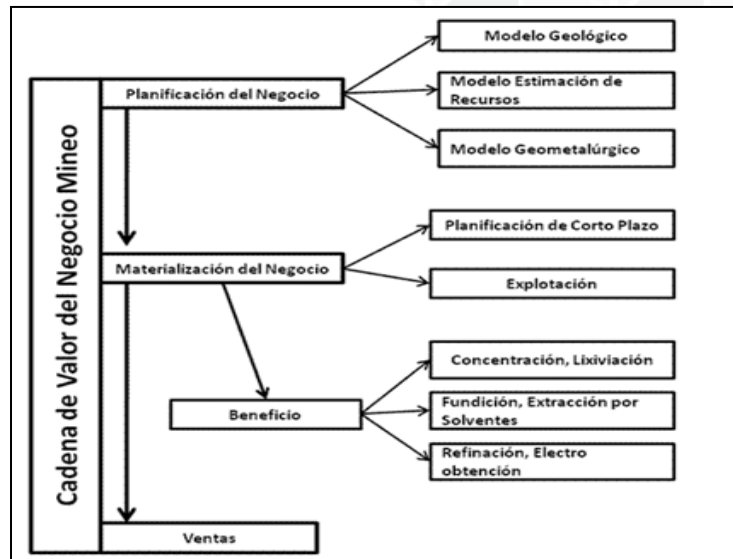 Cadena de Valor del Negocio Mineo
Planificación del Negocio
Modelo Geológico
Modelo Estimación de
Recursos
Modelo Geometalúrgico
Materialización del Negocio
Planificación de Corto Plazo
Explotación
Beneficio
Concentración, Lixiviación
Fundición, Extracción por
Solventes
Refinación, Electro
obtención
Ventas